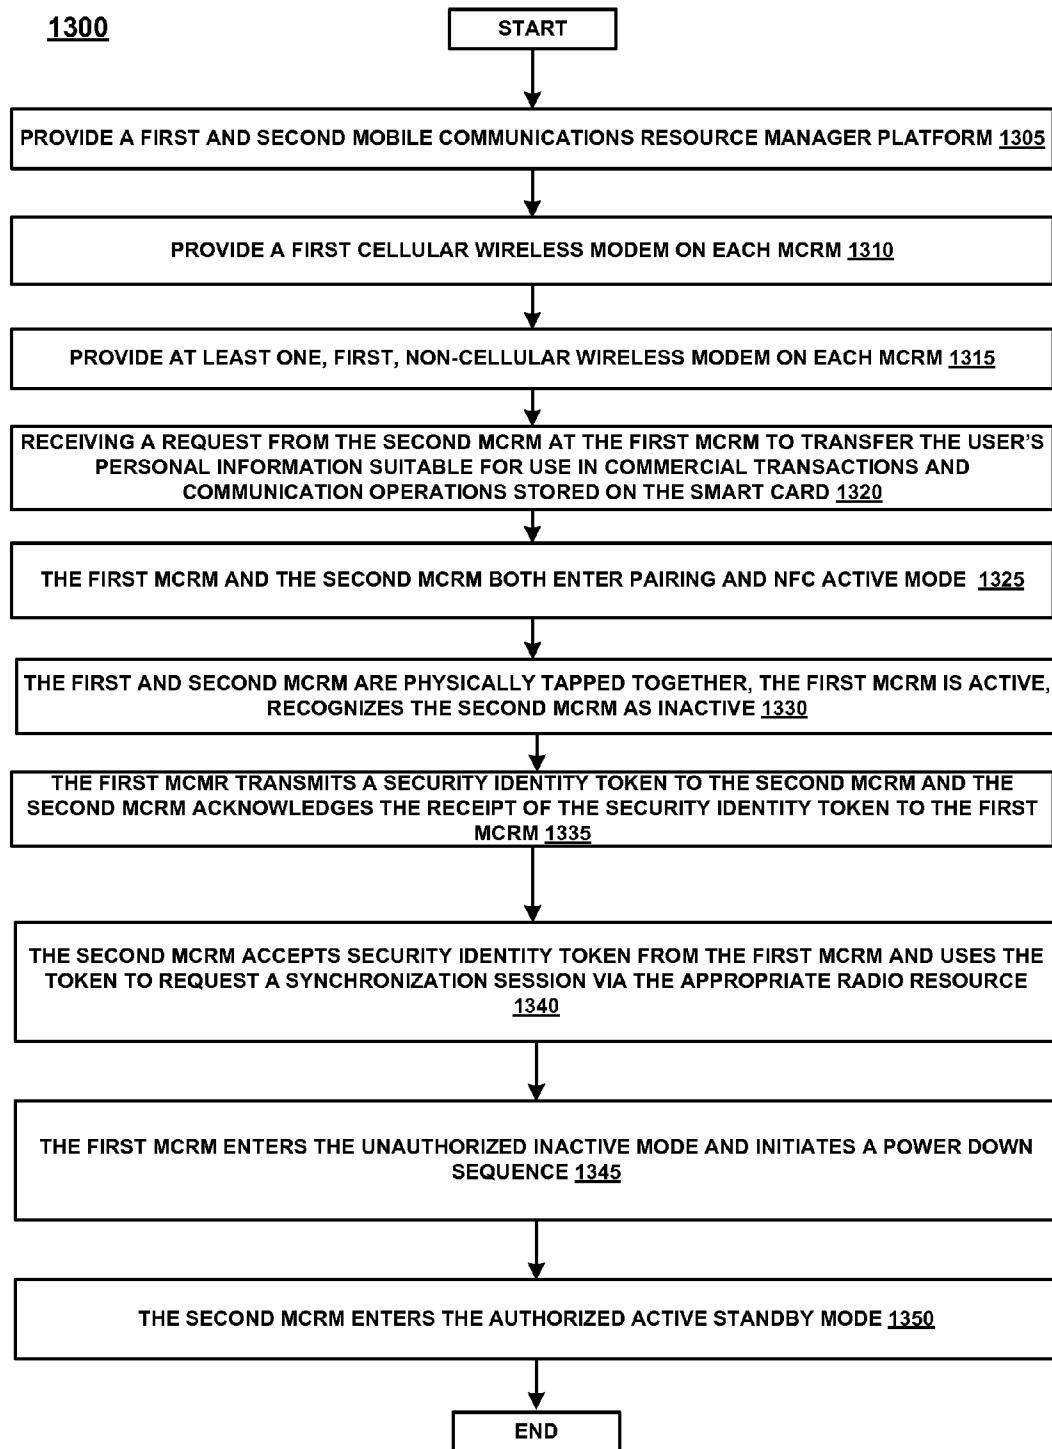 1300
START
PROVIDE A FIRST AND SECOND MOBILE COMMUNICATIONS RESOURCE MANAGER PLATFORM 1305
PROVIDE A FIRST CELLULAR WIRELESS MODEM ON EACH MCRM 1310
PROVIDE AT LEAST ONE, FIRST, NON-CELLULAR WIRELESS MODEM ON EACH MCRM 1315
RECEIVING A REQUEST FROM THE SECOND MCRM AT THE FIRST MCRM TO TRANSFER THE USER'S
PERSONAL INFORMATION SUITABLE FOR USE IN COMMERCIAL TRANSACTIONS AND
COMMUNICATION OPERATIONS STORED ON THE SMART CARD 1320
THE FIRST MCRM AND THE SECOND MCRM BOTH ENTER PAIRING AND NFC ACTIVE MODE 1325
THE FIRST AND SECOND MCRM ARE PHYSICALLY TAPPED TOGETHER, THE FIRST MCRM IS ACTIVE,
RECOGNIZES THE SECOND MCRM AS INACTIVE 1330
THE FIRST MCMR TRANSMITS A SECURITY IDENTITY TOKEN TO THE SECOND MCRM AND THE
SECOND MCRM ACKNOWLEDGES THE RECEIPT OF THE SECURITY IDENTITY TOKEN TO THE FIRST
MCRM 1335
THE SECOND MCRM ACCEPTS SECURITY IDENTITY TOKEN FROM THE FIRST MCRM AND USES THE
TOKEN TO REQUEST A SYNCHRONIZATION SESSION VIA THE APPROPRIATE RADIO RESOURCE
1340
THE FIRST MCRM ENTERS THE UNAUTHORIZED INACTIVE MODE AND INITIATES A POWER DOWN
SEQUENCE 1345
THE SECOND MCRM ENTERS THE AUTHORIZED ACTIVE STANDBY MODE 1350
END